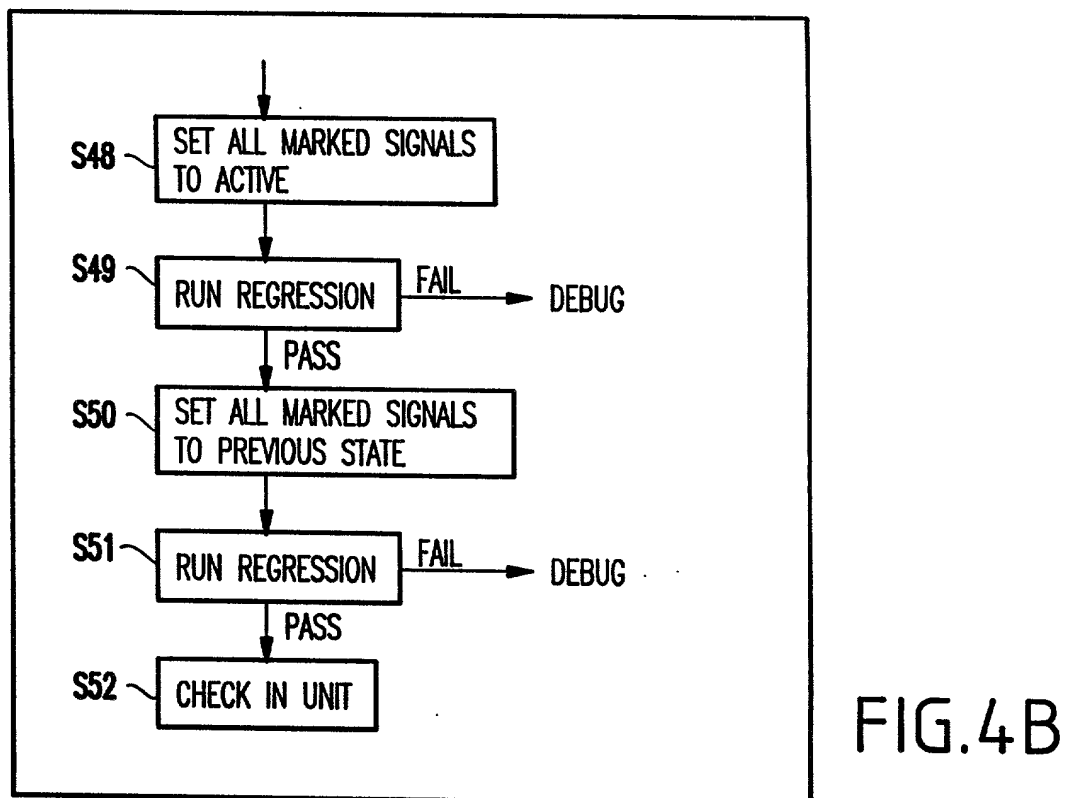 S48
SET ALL MARKED SIGNALS
TO ACTIVE
S49
RUN REGRESSION
FAIL
DEBUG
PASS
S50
SET ALL MARKED SIGNALS
TO PREVIOUS STATE
S51
RUN REGRESSION
FAIL
DEBUG
PASS
S52
CHECK IN UNIT
FIG.4B